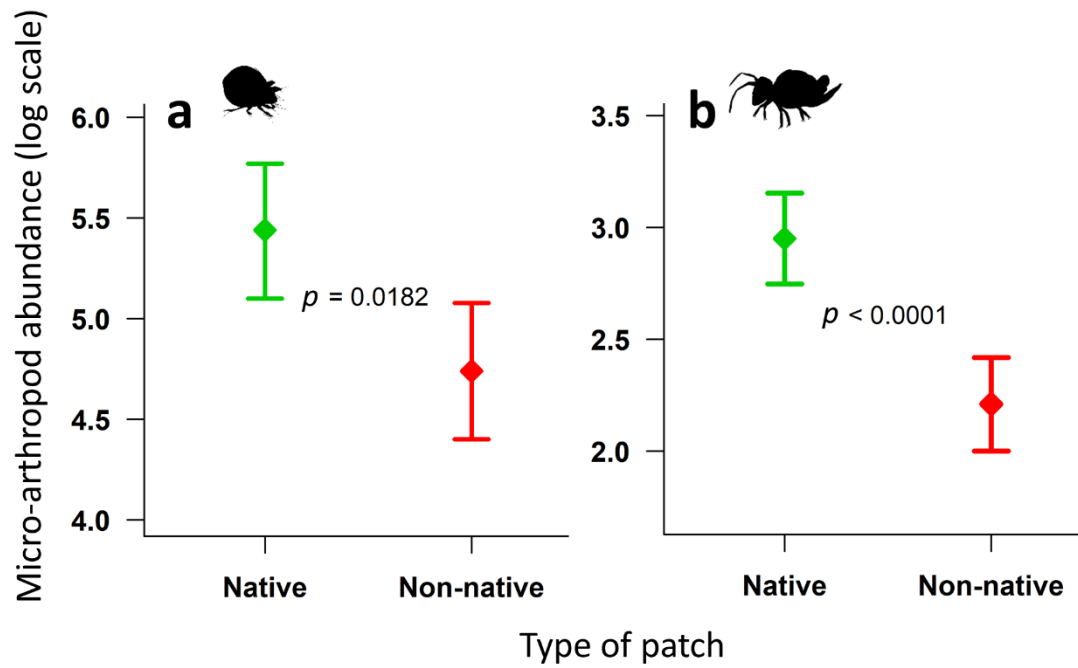 Micro-arthropod abundance (log scale)
a
6.0
5.5
5.0
4.5
4.0
p = 0.0182
Native
Non-native
b
3.5
3.0
2.5
2.0
p < 0.0001
Native
Non-native
Type of patch